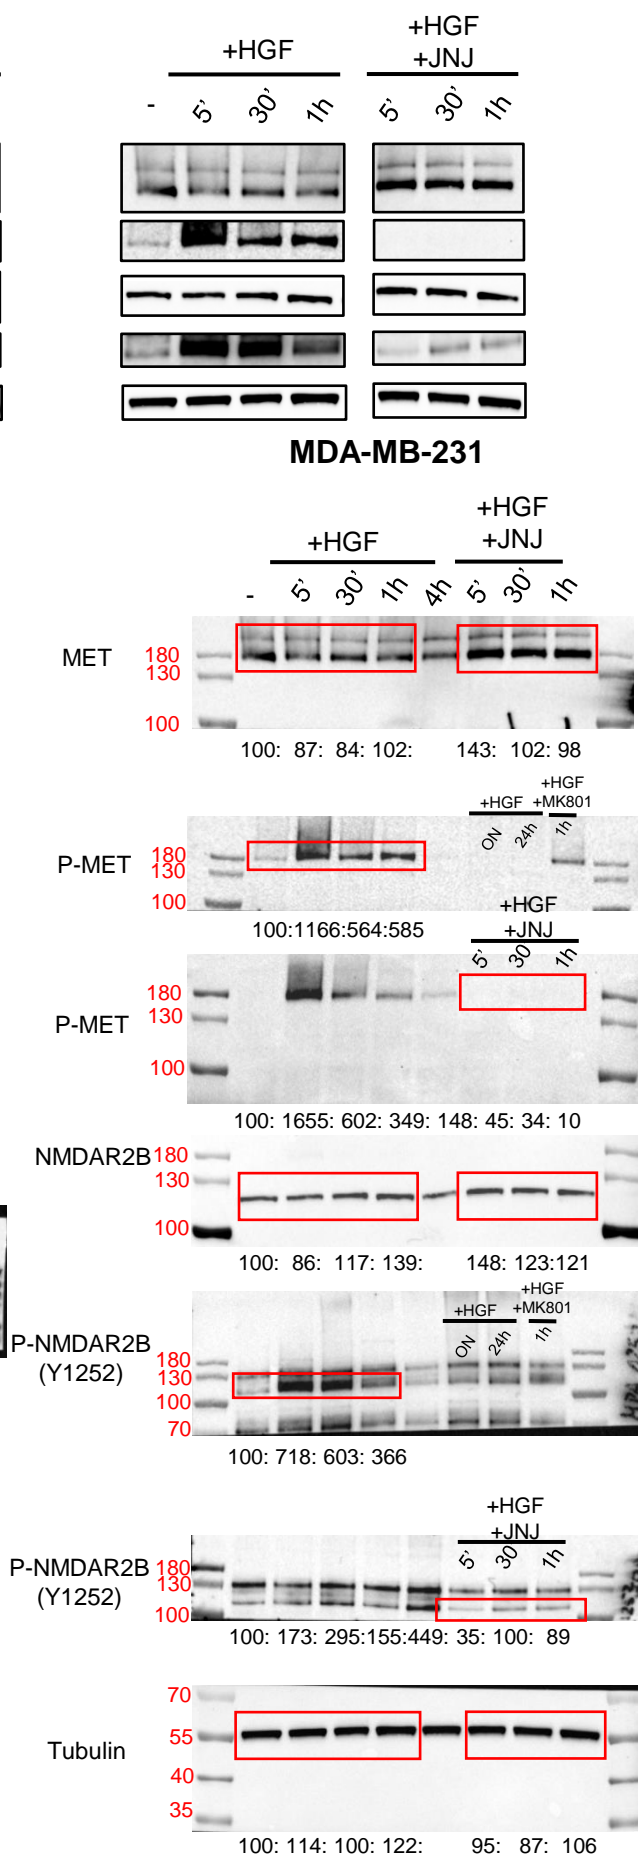 +HGF
+HGF
+JNJ
- 5' 30' 1h 5' 30' 1h
MDA-MB-231
+HGF
+HGF
+JNJ
- 5' 30' 1h 4h 5' 30' 1h
MET
180
130
100
100: 87: 84: 102: 143: 102: 98
P-MET
180
130
100
+HGF
ON 24h
+HGF
+MK801
1h
100:1166:564:585
+HGF
+JNJ
5' 30 1h
P-MET
180
130
100
100: 1655: 602: 349: 148: 45: 34: 10
NMDAR2B
180
130
100
100: 86: 117: 139: 148: 123:121
P-NMDAR2B
(Y1252)
180
130
100
70
+HGF
ON 24h
+HGF
+MK801
1h
100: 718: 603: 366
+HGF
+JNJ
5' 30 1h
P-NMDAR2B
(Y1252)
180
130
100
100: 173: 295:155:449: 35: 100: 89
Tubulin
70
55
40
35
100: 114: 100: 122: 95: 87: 106